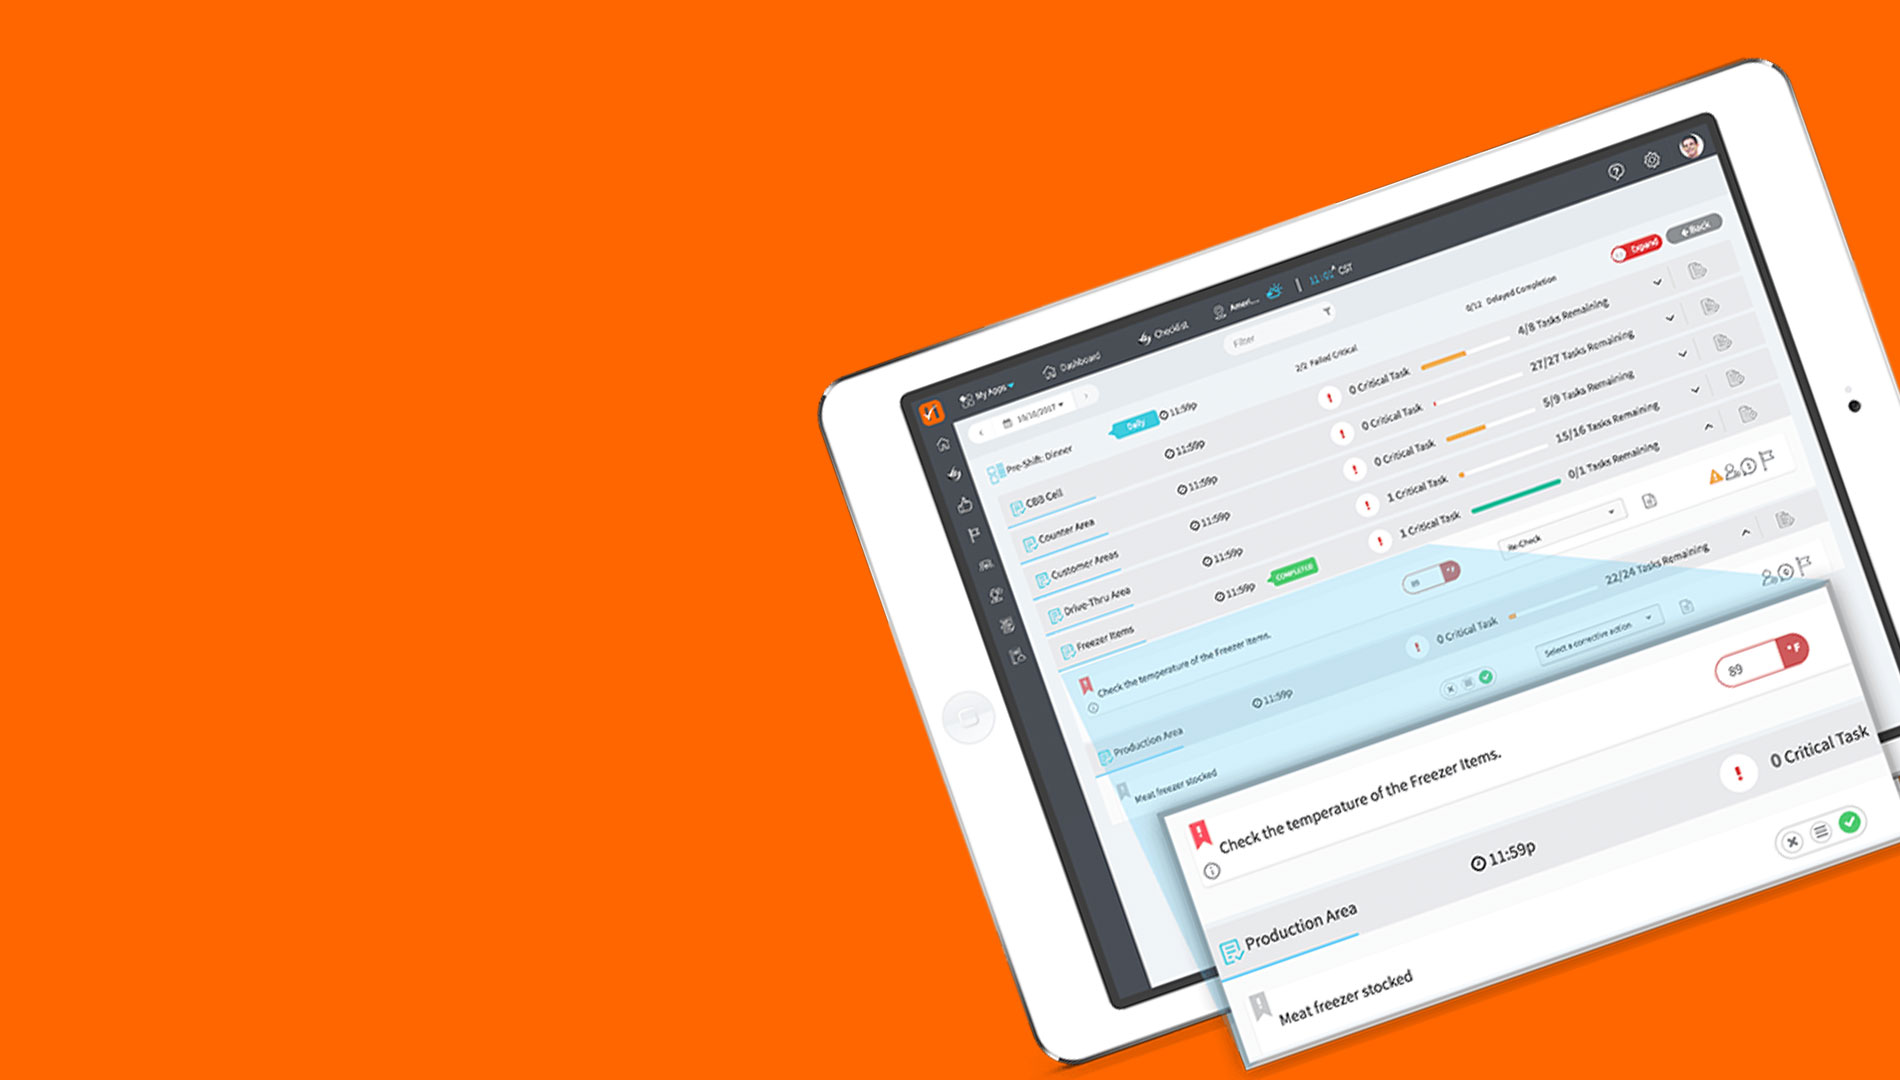 My Apps
Dashboard
Checklist
Ameri...
CST
10/10/2017
Filter
Expand
Back
Pre-Shift: Dinner
Daily
11:59p
2/2 Failed Critical
0/12 Delayed Completion
CBB Cell
11:59p
0 Critical Task
4/8 Tasks Remaining
Counter Area
11:59p
0 Critical Task
27/27 Tasks Remaining
Customer Areas
11:59p
0 Critical Task
5/9 Tasks Remaining
Drive-Thru Area
11:59p
1 Critical Task
15/16 Tasks Remaining
Freezer Items
11:59p
COMPLETED
1 Critical Task
0/1 Tasks Remaining
Check the temperature of the Freezer Items.
89 °F
Re-Check
Production Area
11:59p
0 Critical Task
22/24 Tasks Remaining
Meat freezer stocked
Select a corrective action
Check the temperature of the Freezer Items.
89 °F
Production Area
11:59p
0 Critical Task
Meat freezer stocked